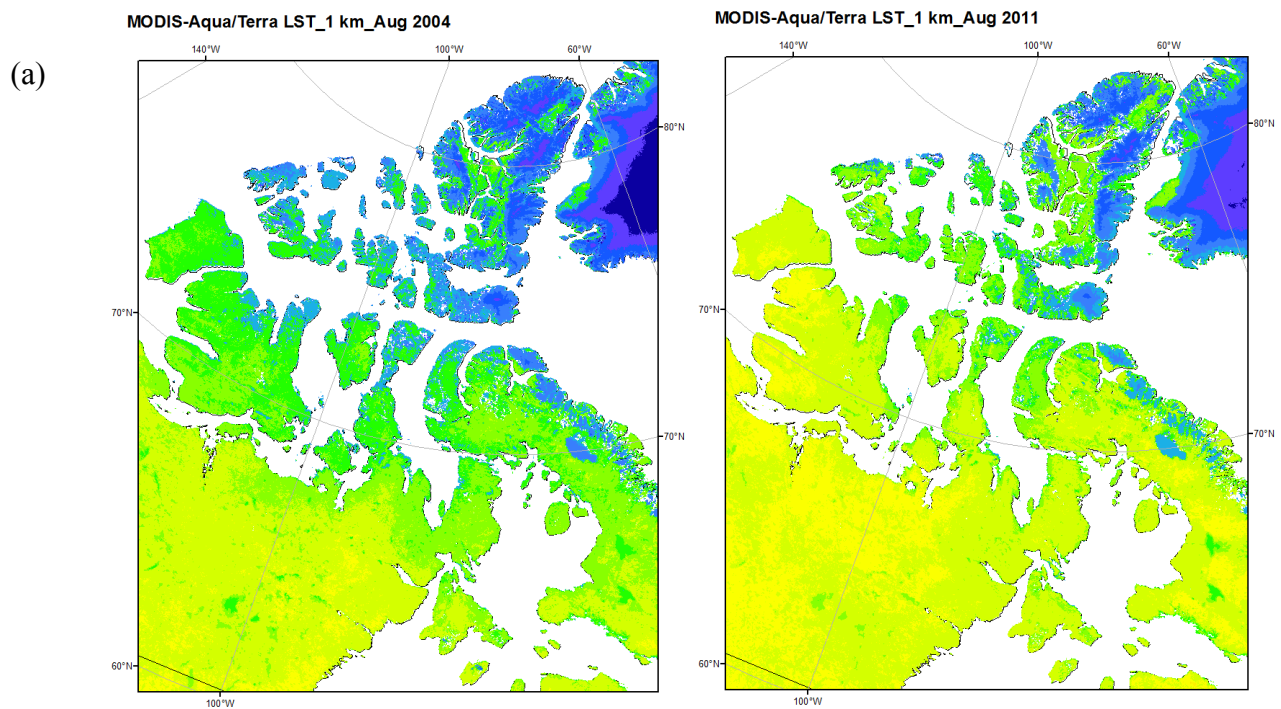 MODIS-Aqua/Terra LST_1 km_Aug 2004
MODIS-Aqua/Terra LST_1 km_Aug 2011
(a)
140°W
100°W
60°W
140°W
100°W
60°W
80°N
80°N
70°N
70°N
70°N
70°N
60°N
60°N
100°W
100°W